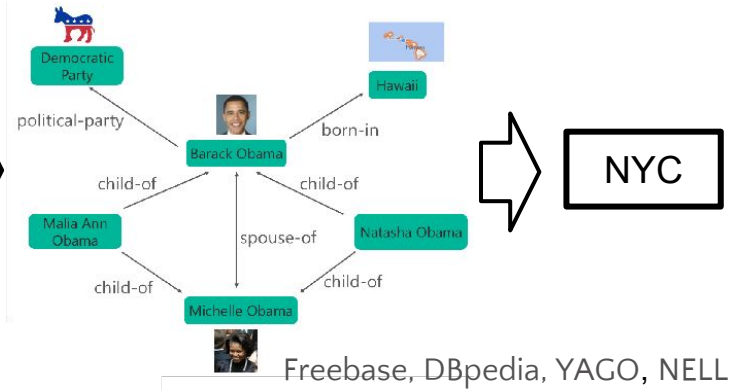 Democratic
Party
Hawaii
political-party
born-in
Barack Obama
NYC
child-of
child-of
Malia Ann
Obama
spouse-of
Natasha Obama
child-of
child-of
Michelle Obama
Freebase, DBpedia, YAGO, NELL